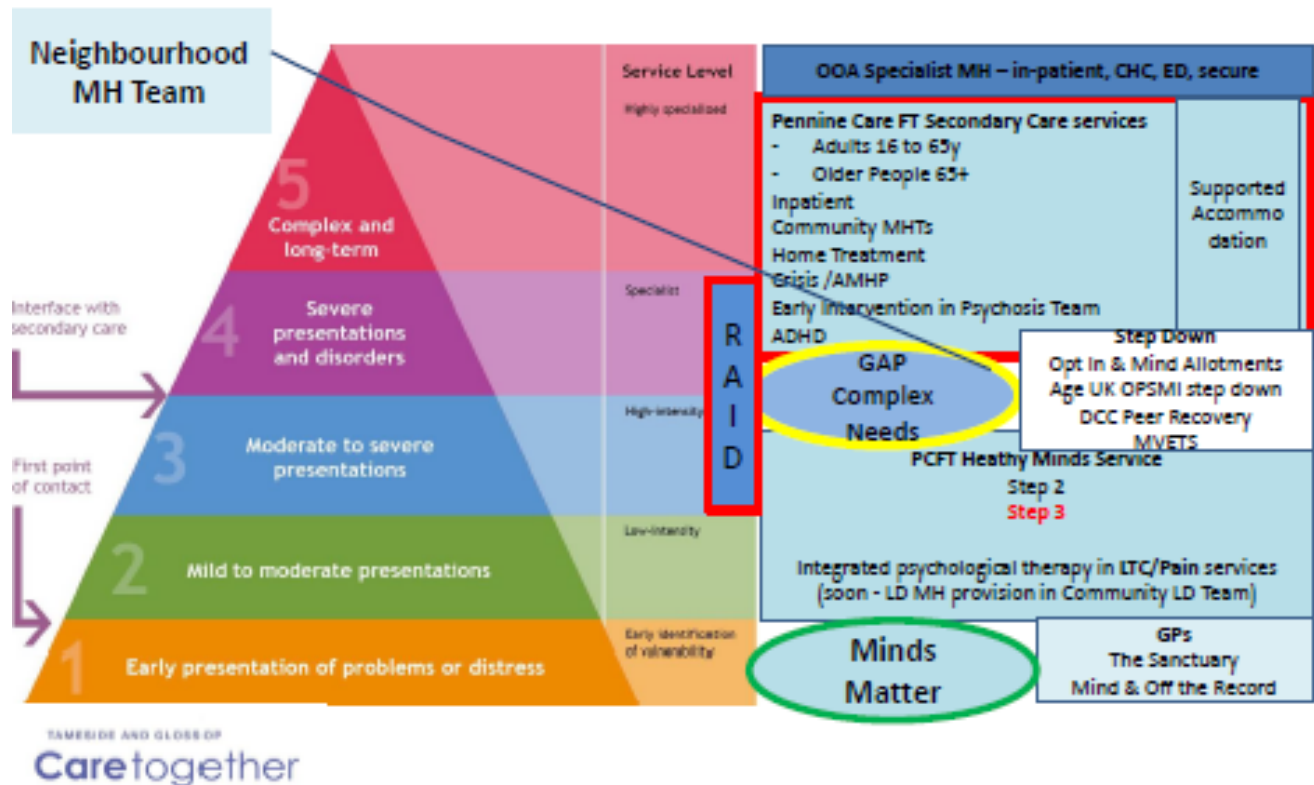 Neighbourhood
MH Team
Service Level
Highly specialised
OOA Specialist MH – in-patient, CHC, ED, secure
Pennine Care FT Secondary Care services
- Adults 16 to 65y
- Older People 65+
Inpatient
Community MHTs
Home Treatment
Crisis /AMHP
Early Intervention in Psychosis Team
ADHD
Supported
Accommo
dation
5
Complex and
long-term
Specialist
Interface with
secondary care
4
Severe
presentations
and disorders
R
A
I
D
GAP
Complex
Needs
Step Down
Opt In & Mind Allotments
Age UK OPSMI step down
DCC Peer Recovery
MVETS
High-intensity
First point
of contact
3
Moderate to severe
presentations
PCFT Heathy Minds Service
Step 2
Step 3
Low-intensity
2
Mild to moderate presentations
Integrated psychological therapy in LTC/Pain services
(soon - LD MH provision in Community LD Team)
Early identification
of vulnerability
1
Early presentation of problems or distress
Minds
Matter
GPs
The Sanctuary
Mind & Off the Record
TAMESIDE AND GLOSSOP
Caretogether